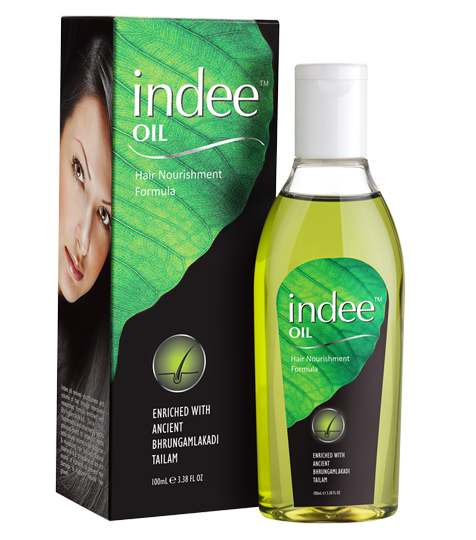 indee™
OIL
Hair Nourishment
Formula
ENRICHED WITH
ANCIENT
BHRUNGAMLAKADI
TAILAM
100mL ℮ 3.38 FL OZ
indee™
OIL
Hair Nourishment
Formula
ENRICHED WITH
ANCIENT
BHRUNGAMLAKADI
TAILAM
100mL ℮ 3.38 FL OZ